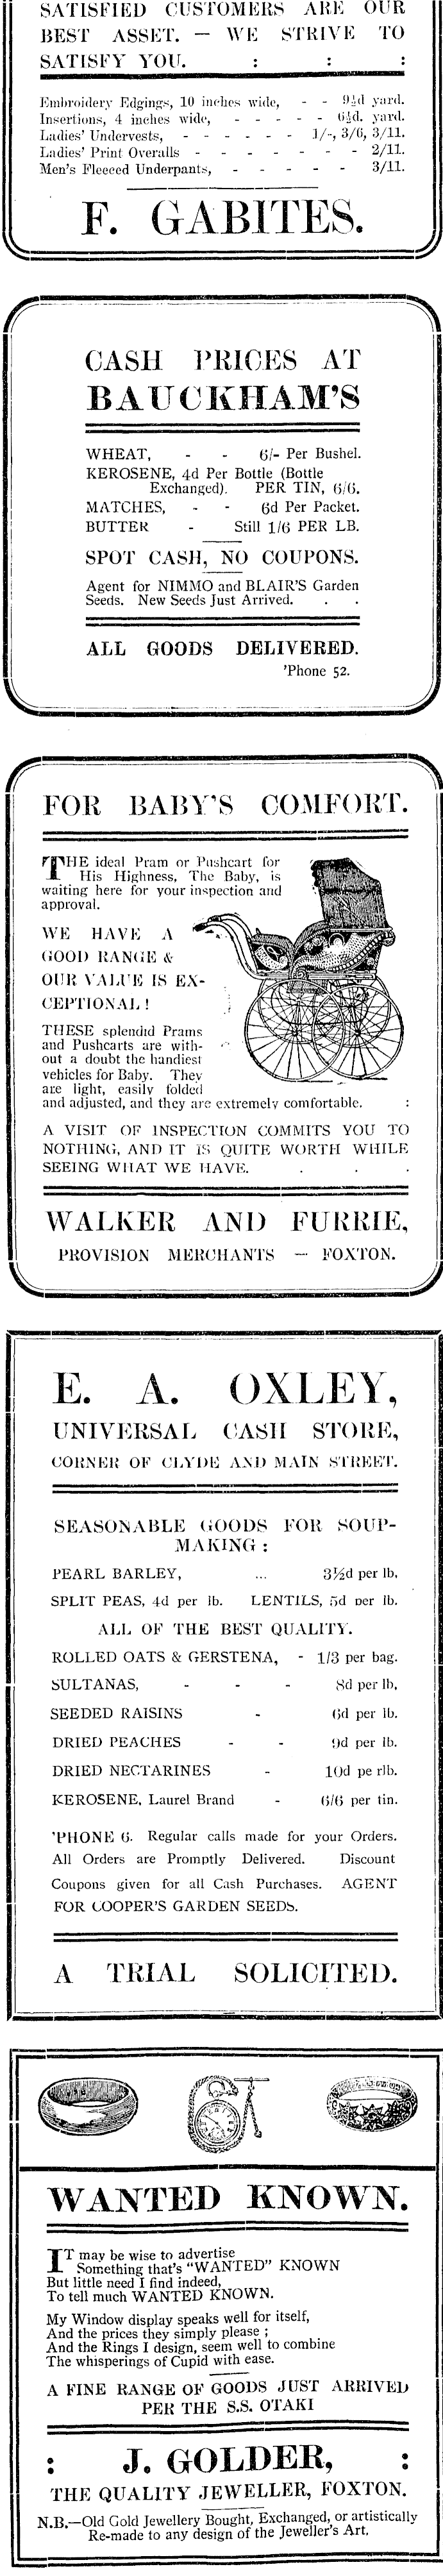 SATISFIED CUSTOMERS ARE OUR
BEST ASSET. — WE STRIVE TO
SATISFY YOU. : : :
Embroidery Edgings, 10 inches wide, - - 9½d yard.
Insertions, 4 inches wide, - - - - - 6½d. yard.
Ladies' Undervests, - - - - - 1/-, 3/6, 3/11.
Ladies' Print Overalls - - - - - - - 2/11.
Men's Fleeced Underpants, - - - - - 3/11.
F. GABITES.
CASH PRICES AT
BAUCKHAM'S
WHEAT, - - 6/- Per Bushel.
KEROSENE, 4d Per Bottle (Bottle
Exchanged). PER TIN, 6/6.
MATCHES, - - 6d Per Packet.
BUTTER - Still 1/6 PER LB.
SPOT CASH, NO COUPONS.
Agent for NIMMO and BLAIR'S Garden
Seeds. New Seeds Just Arrived. . .
ALL GOODS DELIVERED.
'Phone 52.
FOR BABY'S COMFORT.
THE ideal Pram or Pushcart for
His Highness, The Baby, is
waiting here for your inspection and
approval.
WE HAVE A
GOOD RANGE &
OUR VALUE IS EX-
CEPTIONAL!
THESE splendid Prams
and Pushcarts are with-
out a doubt the handiest
vehicles for Baby. They
are light, easily folded
and adjusted, and they are extremely comfortable. :
A VISIT OF INSPECTION COMMITS YOU TO
NOTHING, AND IT IS QUITE WORTH WHILE
SEEING WHAT WE HAVE. . . .
WALKER AND FURRIE,
PROVISION MERCHANTS — FOXTON.
E. A. OXLEY,
UNIVERSAL CASH STORE,
CORNER OF CLYDE AND MAIN STREET.
SEASONABLE GOODS FOR SOUP-
MAKING :
PEARL BARLEY, ... 3½d per lb.
SPLIT PEAS, 4d per lb. LENTILS, 5d per lb.
ALL OF THE BEST QUALITY.
ROLLED OATS & GERSTENA, - 1/3 per bag.
SULTANAS, - - - 8d per lb,
SEEDED RAISINS - 6d per lb.
DRIED PEACHES - - 9d per lb.
DRIED NECTARINES - 10d pe rlb.
KEROSENE, Laurel Brand - 6/6 per tin.
'PHONE 6. Regular calls made for your Orders.
All Orders are Promptly Delivered. Discount
Coupons given for all Cash Purchases. AGENT
FOR COOPER'S GARDEN SEEDS.
A TRIAL SOLICITED.
WANTED KNOWN.
IT may be wise to advertise
Something that's "WANTED" KNOWN
But little need I find indeed,
To tell much WANTED KNOWN.
My Window display speaks well for itself,
And the prices they simply please ;
And the Rings I design, seem well to combine
The whisperings of Cupid with ease.
A FINE RANGE OF GOODS JUST ARRIVED
PER THE S.S. OTAKI
: J. GOLDER, :
THE QUALITY JEWELLER, FOXTON.
N.B.—Old Gold Jewellery Bought, Exchanged, or artistically
Re-made to any design of the Jeweller's Art.